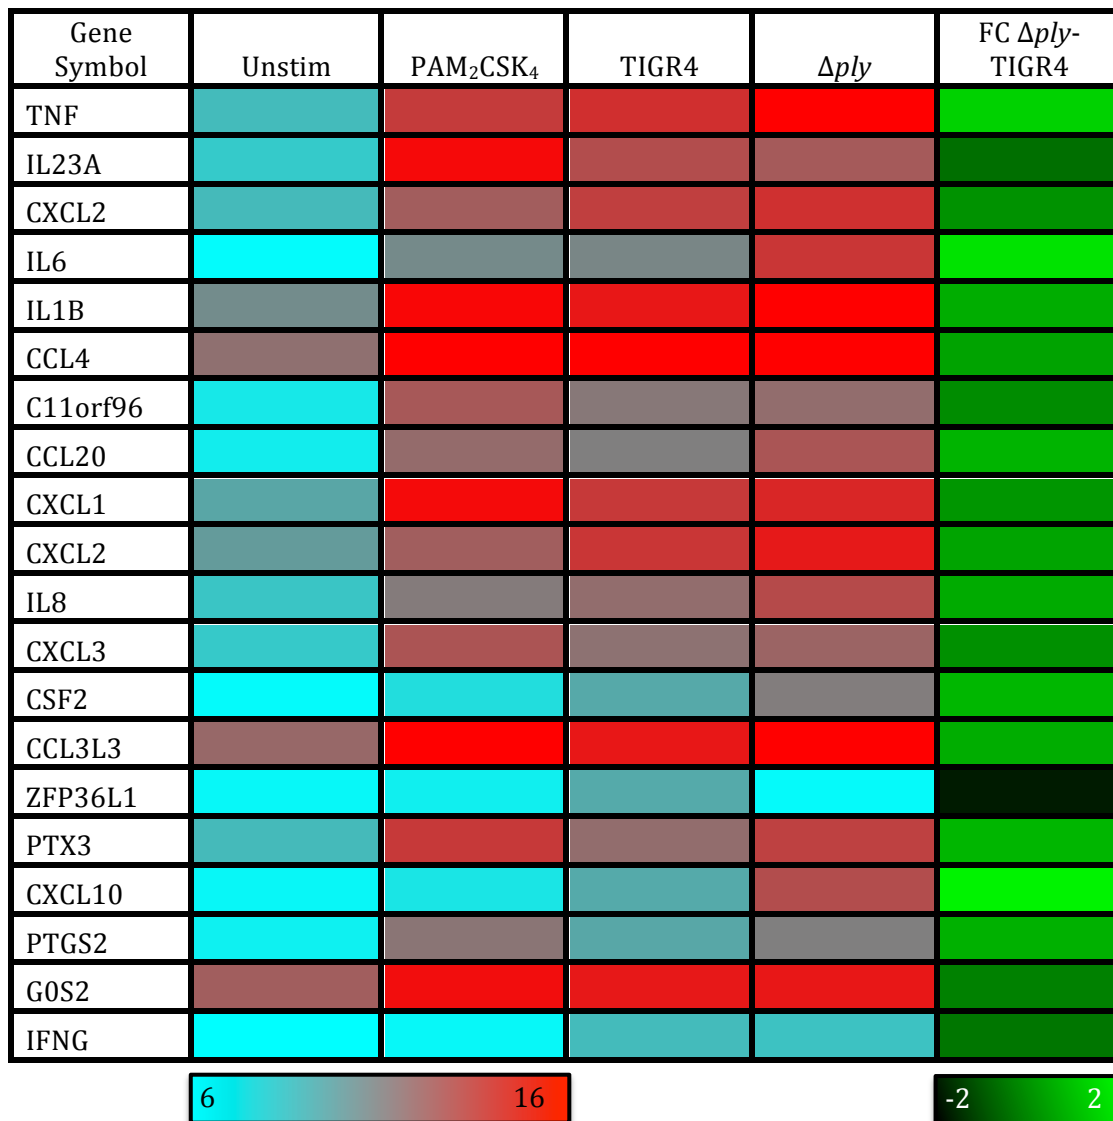 Gene
Symbol
Unstim
PAM₂CSK₄
TIGR4
Δply
FC Δply-
TIGR4
TNF
IL23A
CXCL2
IL6
IL1B
CCL4
C11orf96
CCL20
CXCL1
CXCL2
IL8
CXCL3
CSF2
CCL3L3
ZFP36L1
PTX3
CXCL10
PTGS2
G0S2
IFNG
6 16
-2 2